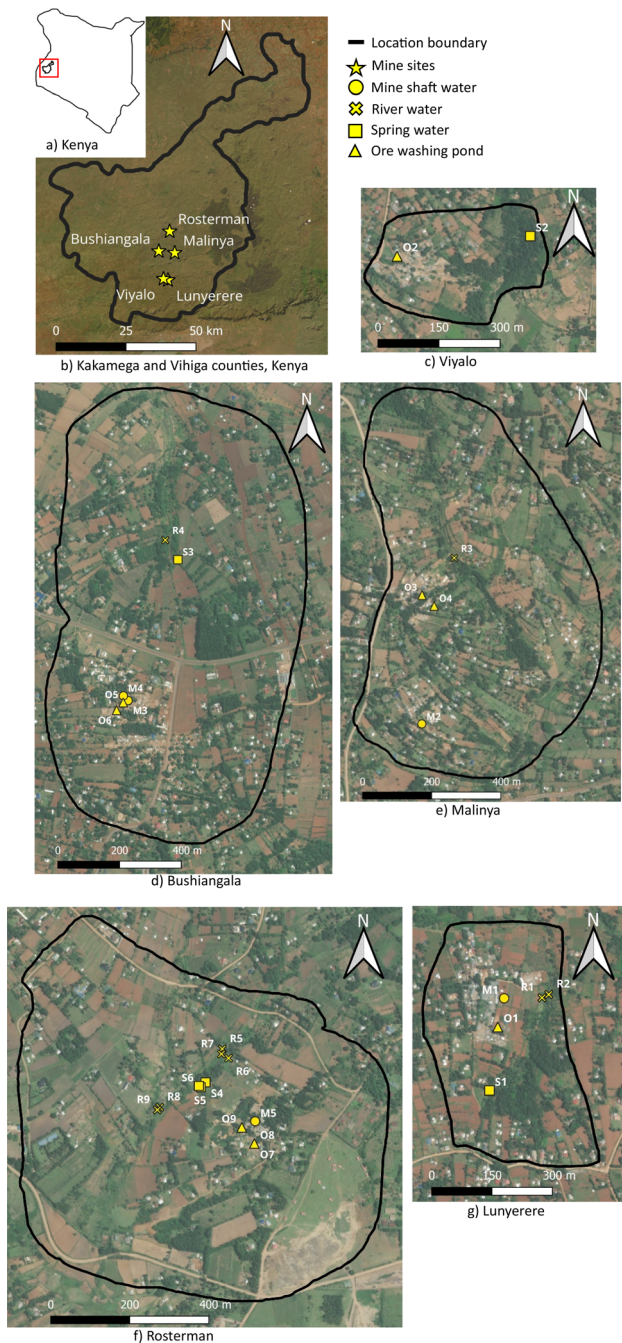 N
Location boundary
Mine sites
Mine shaft water
River water
Spring water
Ore washing pond
a) Kenya
Rosterman
Bushiangala
Malinya
Viyalo
Lunyerere
0 25 50 km
b) Kakamega and Vihiga counties, Kenya
N
S2
O2
0 150 300 m
c) Viyalo
N
R4
S3
M4
O5
M3
O6
0 200 400 m
d) Bushiangala
N
R3
O3
O4
M2
0 200 400 m
e) Malinya
N
R5
R7
R6
S6
S4
S5
R8
R9
M5
O9
O8
O7
0 200 400 m
f) Rosterman
N
R2
R1
M1
O1
S1
0 150 300 m
g) Lunyerere